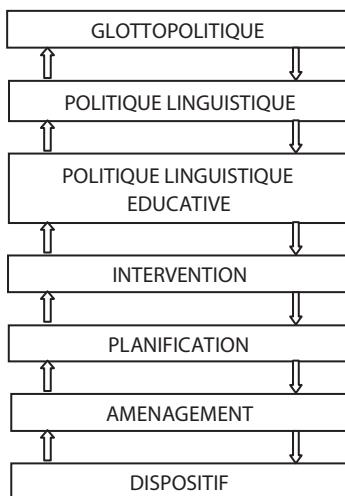 GLOTTOPOLITIQUE
POLITIQUE LINGUISTIQUE
POLITIQUE LINGUISTIQUE
EDUCATIVE
INTERVENTION
PLANIFICATION
AMENAGEMENT
DISPOSITIF